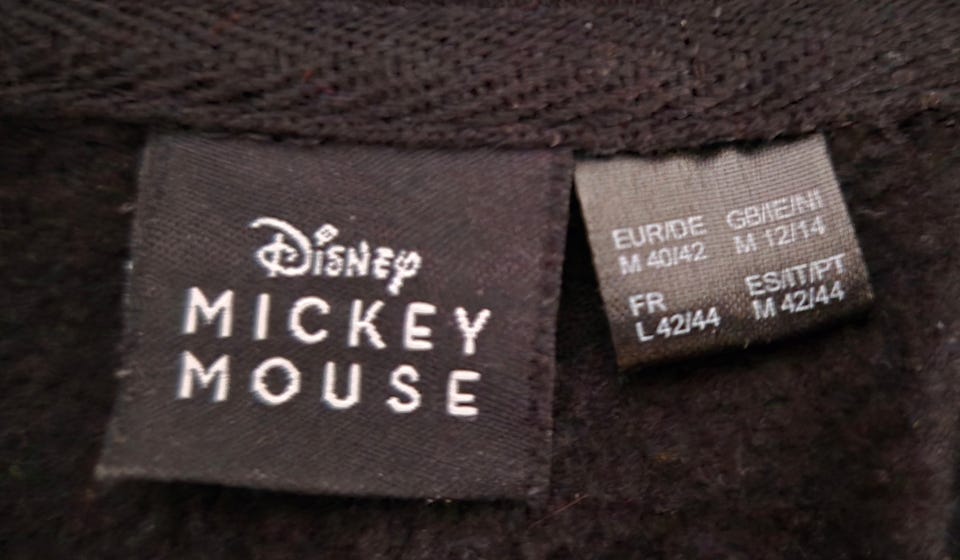 Disney
MICKEY
MOUSE
EUR/DE GB/IE/NI
M 40/42 M 12/14
FR ES/IT/PT
L 42/44 M 42/44